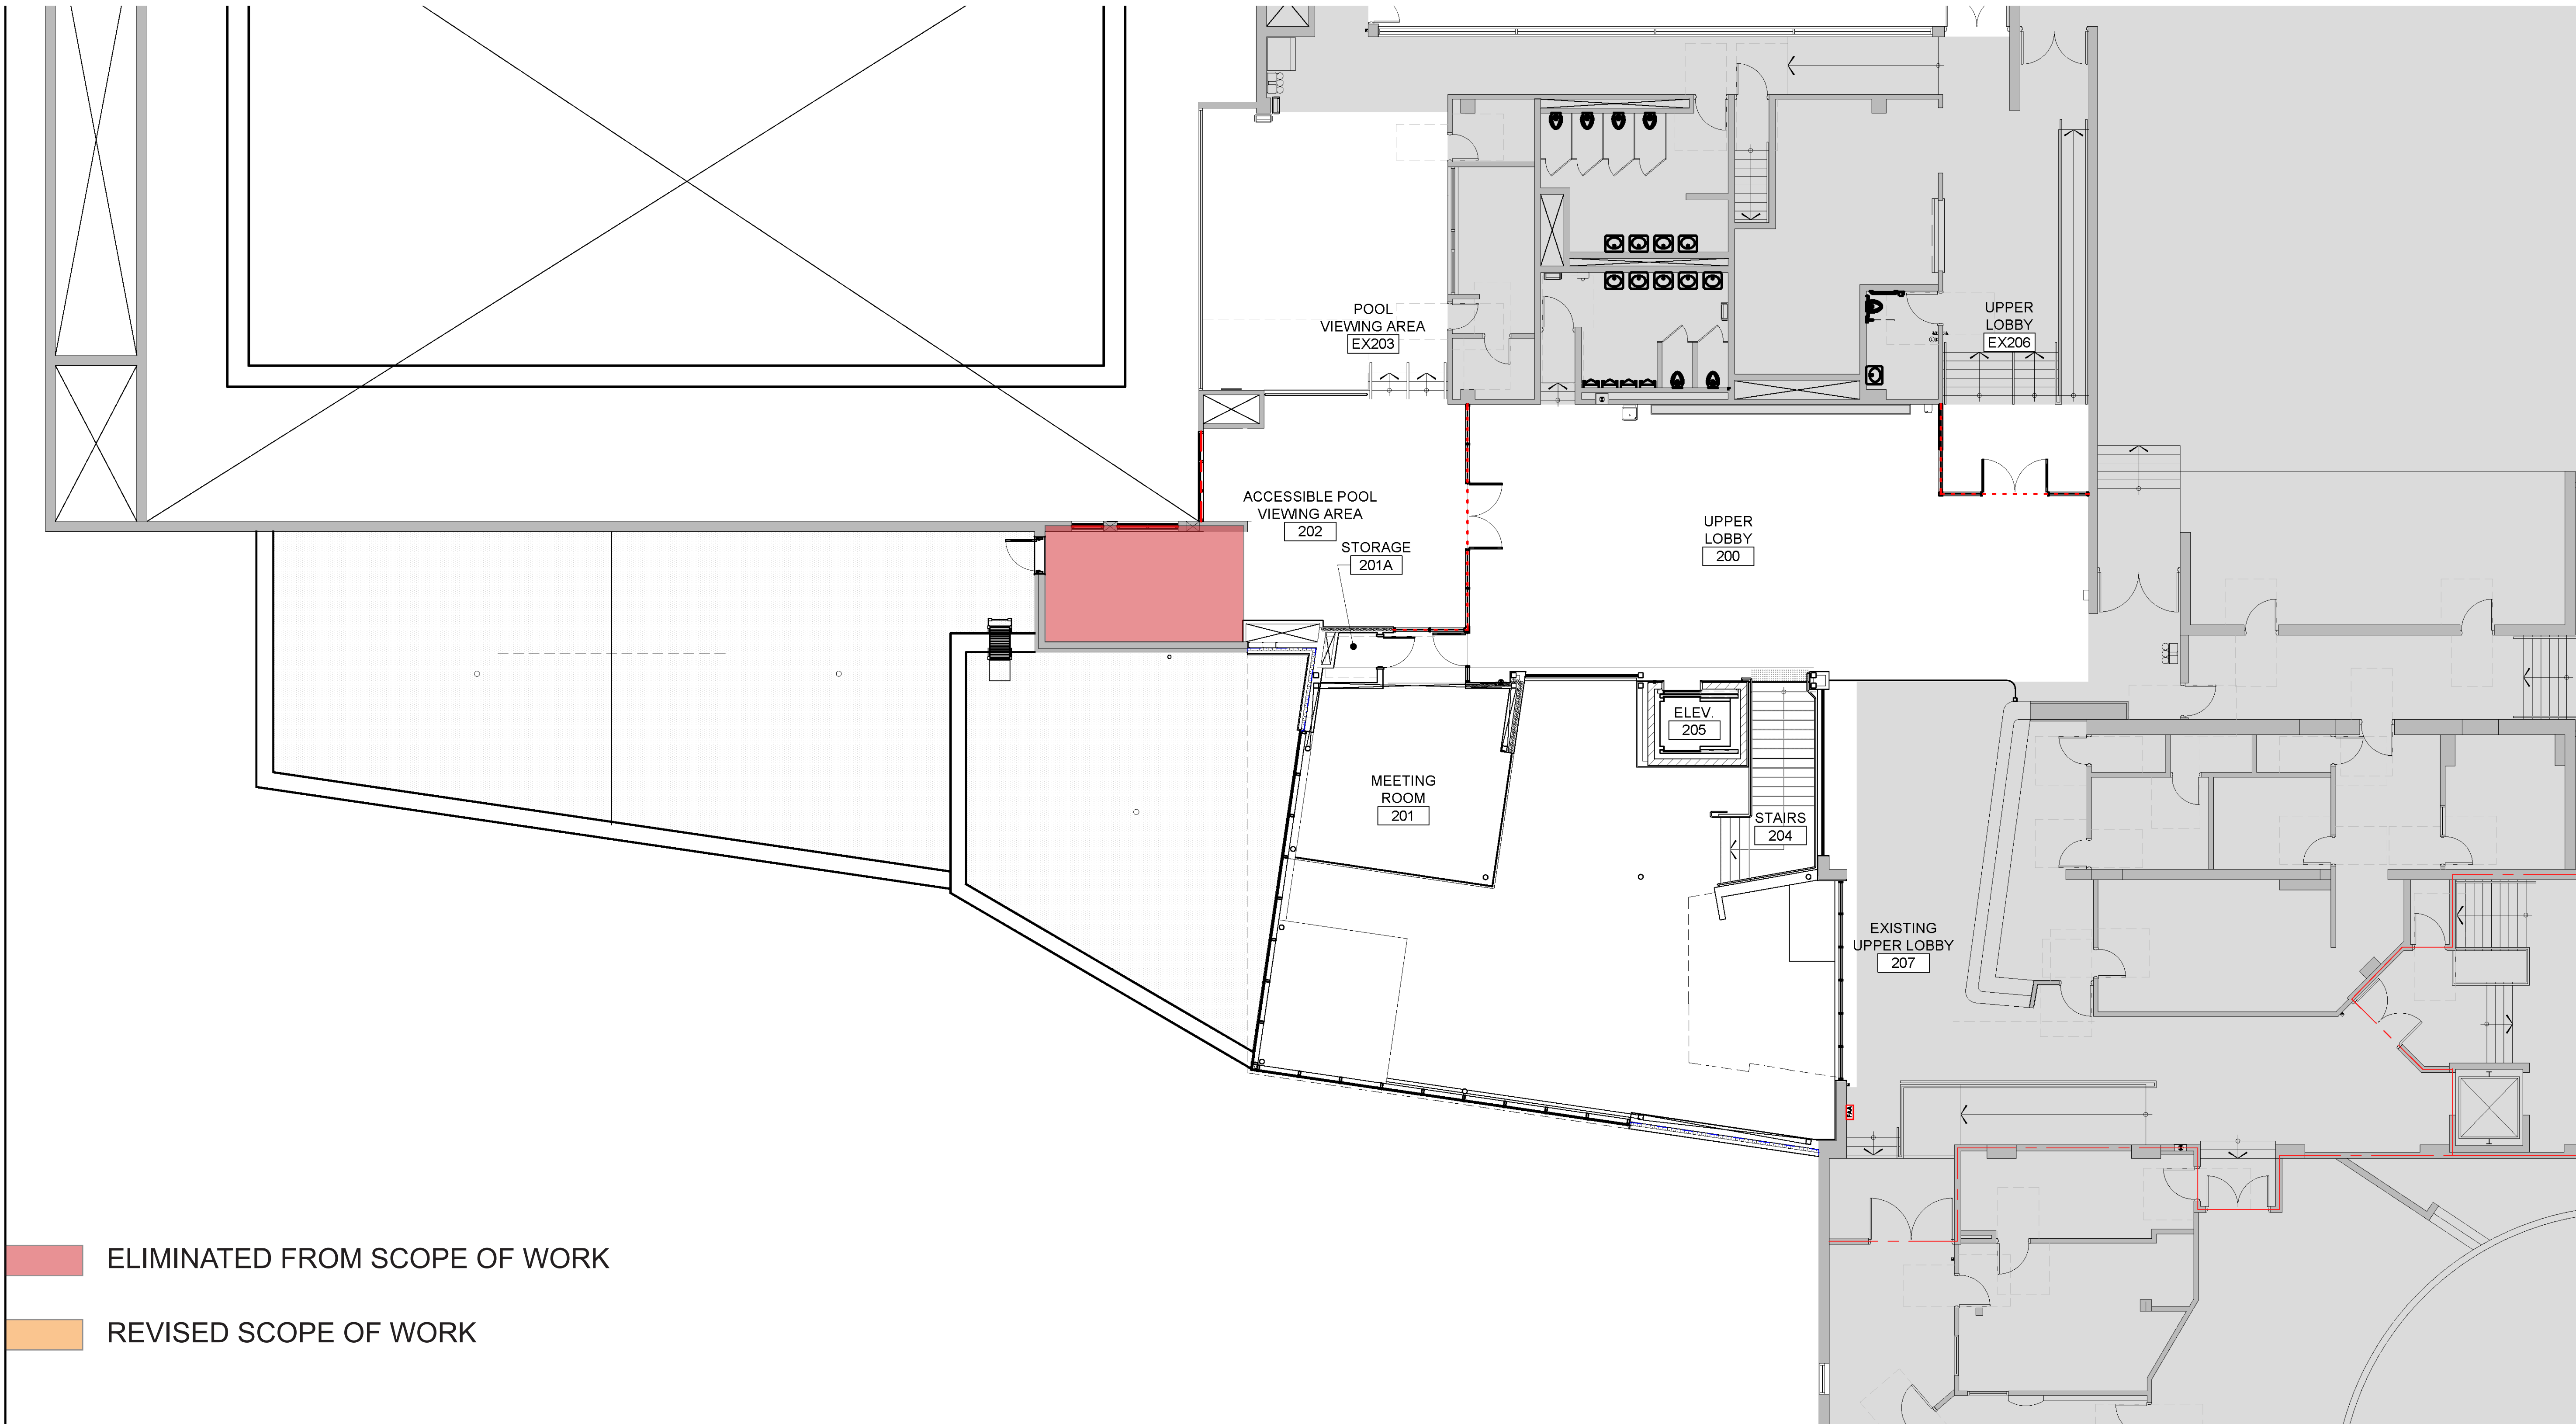 POOL
VIEWING AREA
EX203
UPPER
LOBBY
EX206
ACCESSIBLE POOL
VIEWING AREA
202
STORAGE
201A
UPPER
LOBBY
200
ELEV.
205
MEETING
ROOM
201
STAIRS
204
EXISTING
UPPER LOBBY
207
FAA
ELIMINATED FROM SCOPE OF WORK
REVISED SCOPE OF WORK